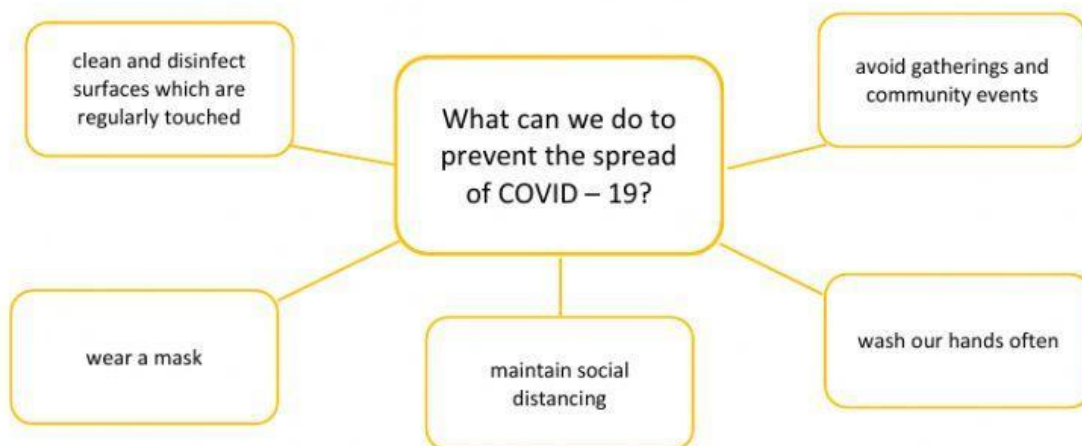 clean and disinfect
surfaces which are
regularly touched
What can we do to
prevent the spread
of COVID – 19?
avoid gatherings and
community events
wear a mask
maintain social
distancing
wash our hands often